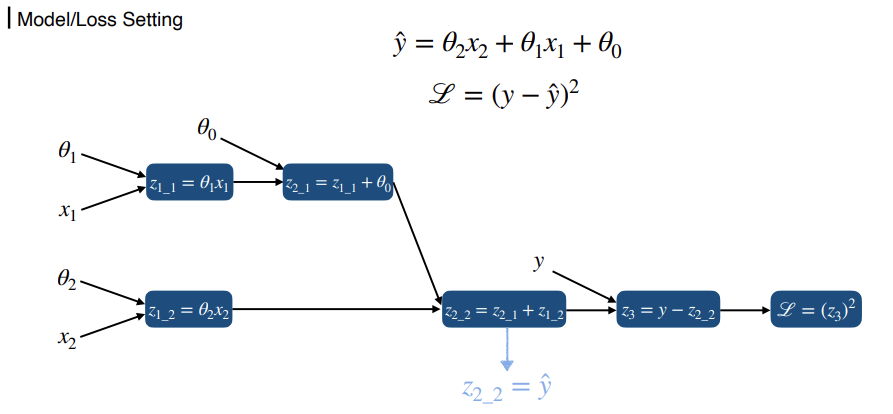 Model/Loss Setting
ŷ = θ₂x₂ + θ₁x₁ + θ₀
ℒ = (y − ŷ)²
θ₀
θ₁
z₁_₁ = θ₁x₁
z₂_₁ = z₁_₁ + θ₀
x₁
θ₂
y
z₁_₂ = θ₂x₂
z₂_₂ = z₂_₁ + z₁_₂
z₃ = y − z₂_₂
ℒ = (z₃)²
x₂
z₂_₂ = ŷ